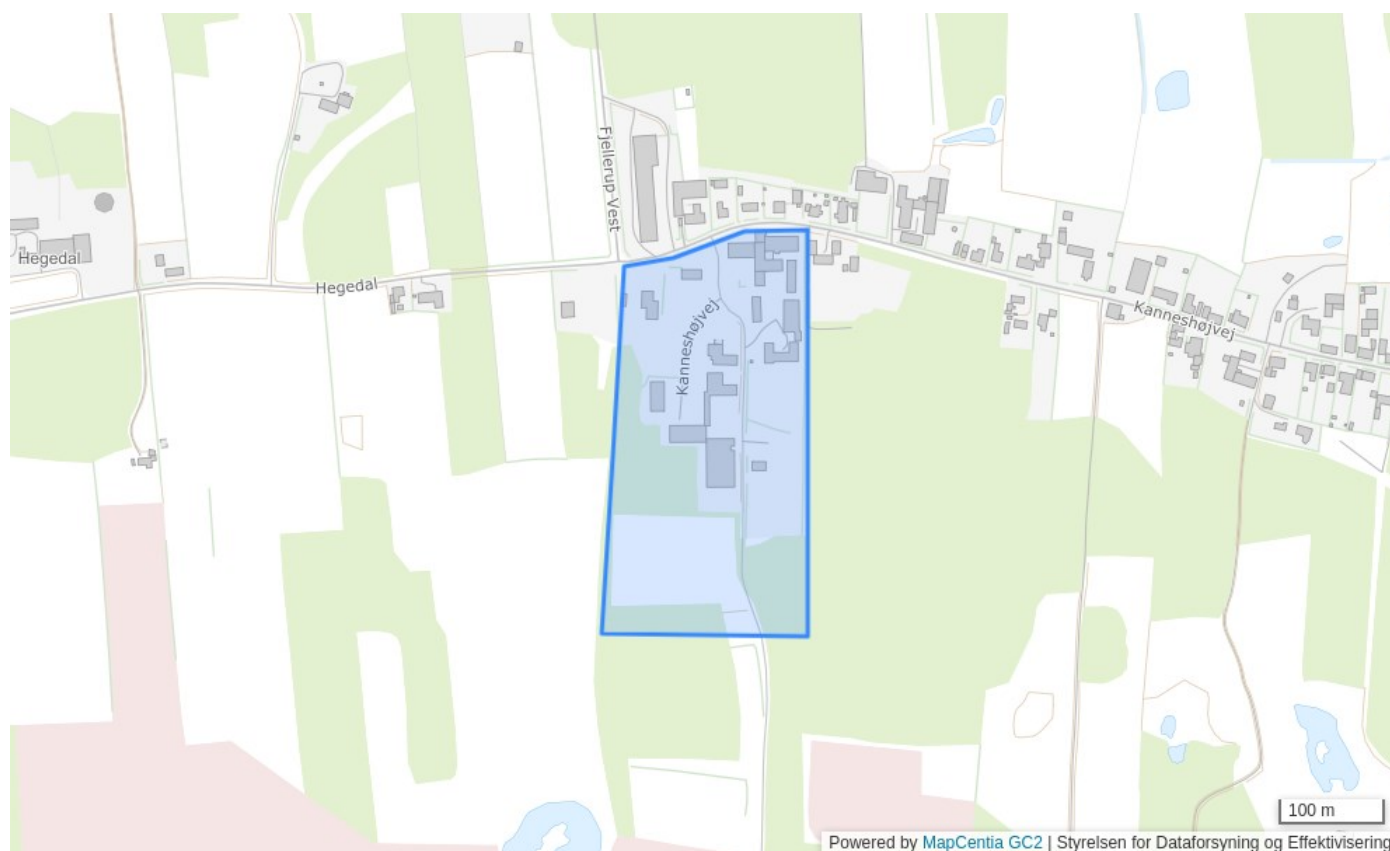 Fjellerup Vest
Hegedal
Hegedal
Kanneshøjvej
Kanneshøjvej
100 m
Powered by MapCentia GC2 | Styrelsen for Dataforsyning og Effektivisering